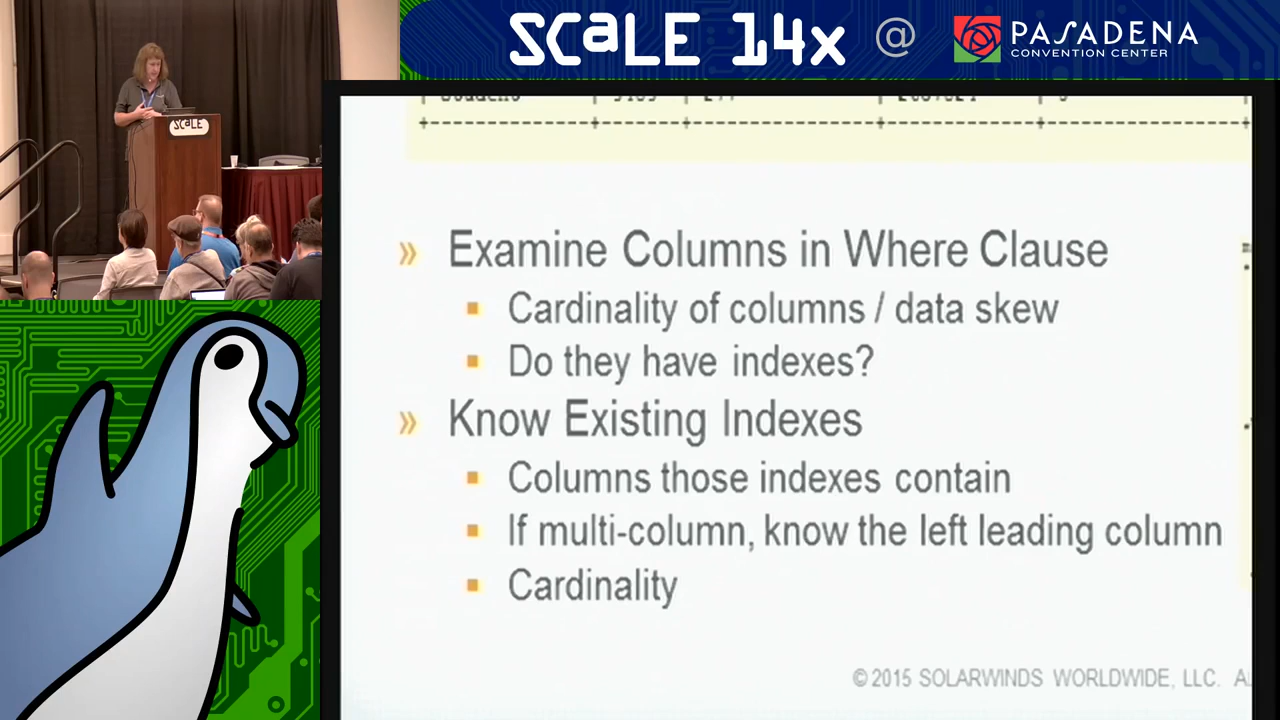 SCaLE 14x @ PASADENA
CONVENTION CENTER
SCALE
» Examine Columns in Where Clause
▪ Cardinality of columns / data skew
▪ Do they have indexes?
» Know Existing Indexes
▪ Columns those indexes contain
▪ If multi-column, know the left leading column
▪ Cardinality
© 2015 SOLARWINDS WORLDWIDE, LLC.